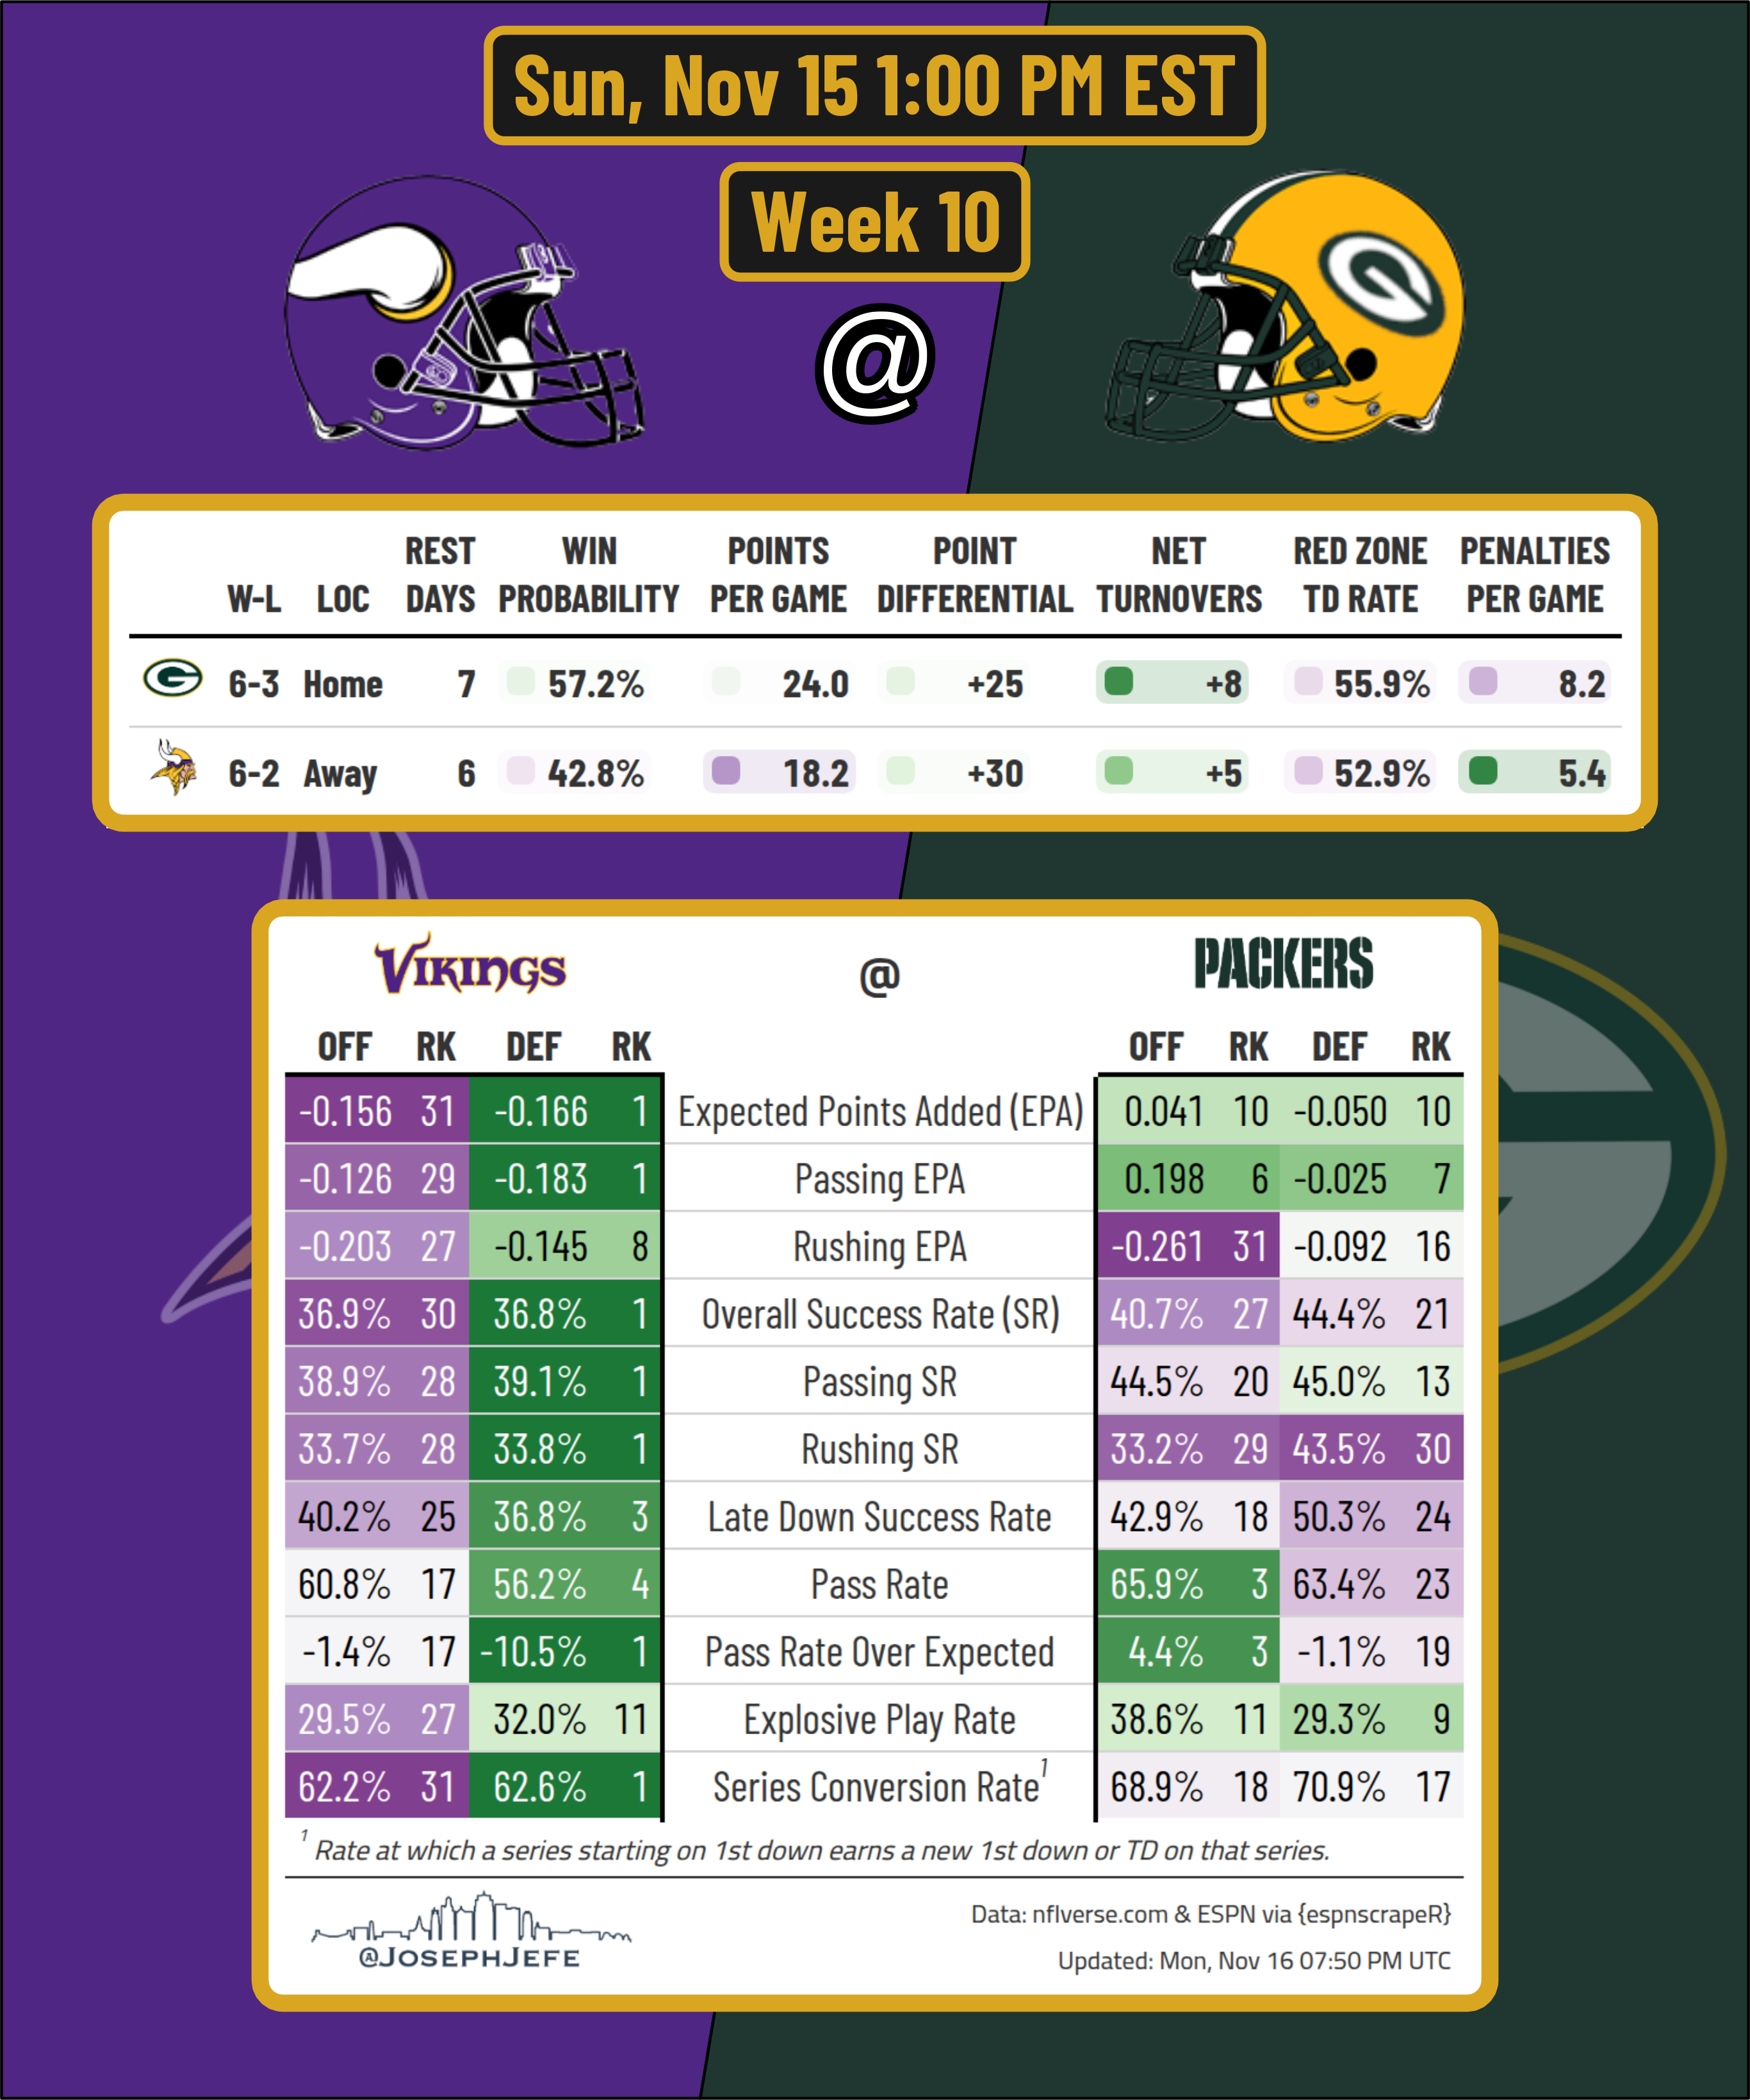 Sun, Nov 15 1:00 PM EST
Week 10
@
REST WIN POINTS POINT NET RED ZONE PENALTIES
W-L LOC DAYS PROBABILITY PER GAME DIFFERENTIAL TURNOVERS TD RATE PER GAME
G 6-3 Home 7 57.2% 24.0 +25 +8 55.9% 8.2
6-2 Away 6 42.8% 18.2 +30 +5 52.9% 5.4
VIKINGS @ PACKERS
OFF RK DEF RK OFF RK DEF RK
-0.156 31 -0.166 1 Expected Points Added (EPA) 0.041 10 -0.050 10
-0.126 29 -0.183 1 Passing EPA 0.198 6 -0.025 7
-0.203 27 -0.145 8 Rushing EPA -0.261 31 -0.092 16
36.9% 30 36.8% 1 Overall Success Rate (SR) 40.7% 27 44.4% 21
38.9% 28 39.1% 1 Passing SR 44.5% 20 45.0% 13
33.7% 28 33.8% 1 Rushing SR 33.2% 29 43.5% 30
40.2% 25 36.8% 3 Late Down Success Rate 42.9% 18 50.3% 24
60.8% 17 56.2% 4 Pass Rate 65.9% 3 63.4% 23
-1.4% 17 -10.5% 1 Pass Rate Over Expected 4.4% 3 -1.1% 19
29.5% 27 32.0% 11 Explosive Play Rate 38.6% 11 29.3% 9
62.2% 31 62.6% 1 Series Conversion Rate1 68.9% 18 70.9% 17
1 Rate at which a series starting on 1st down earns a new 1st down or TD on that series.
@JOSEPHJEFE
Data: nflverse.com & ESPN via {espnscrapeR}
Updated: Mon, Nov 16 07:50 PM UTC